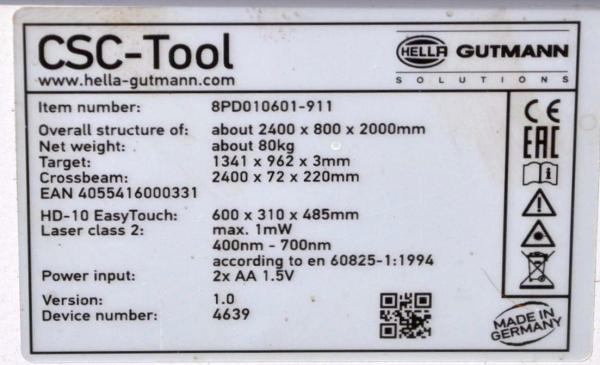 CSC-Tool
www.hella-gutmann.com
HELLA GUTMANN
SOLUTIONS
Item number: 8PD010601-911
Overall structure of: about 2400 x 800 x 2000mm
Net weight: about 80kg
Target: 1341 x 962 x 3mm
Crossbeam: 2400 x 72 x 220mm
EAN 4055416000331
HD-10 EasyTouch: 600 x 310 x 485mm
Laser class 2: max. 1mW
400nm - 700nm
according to en 60825-1:1994
Power input: 2x AA 1.5V
Version: 1.0
Device number: 4639
CE
EAC
MADE IN
GERMANY